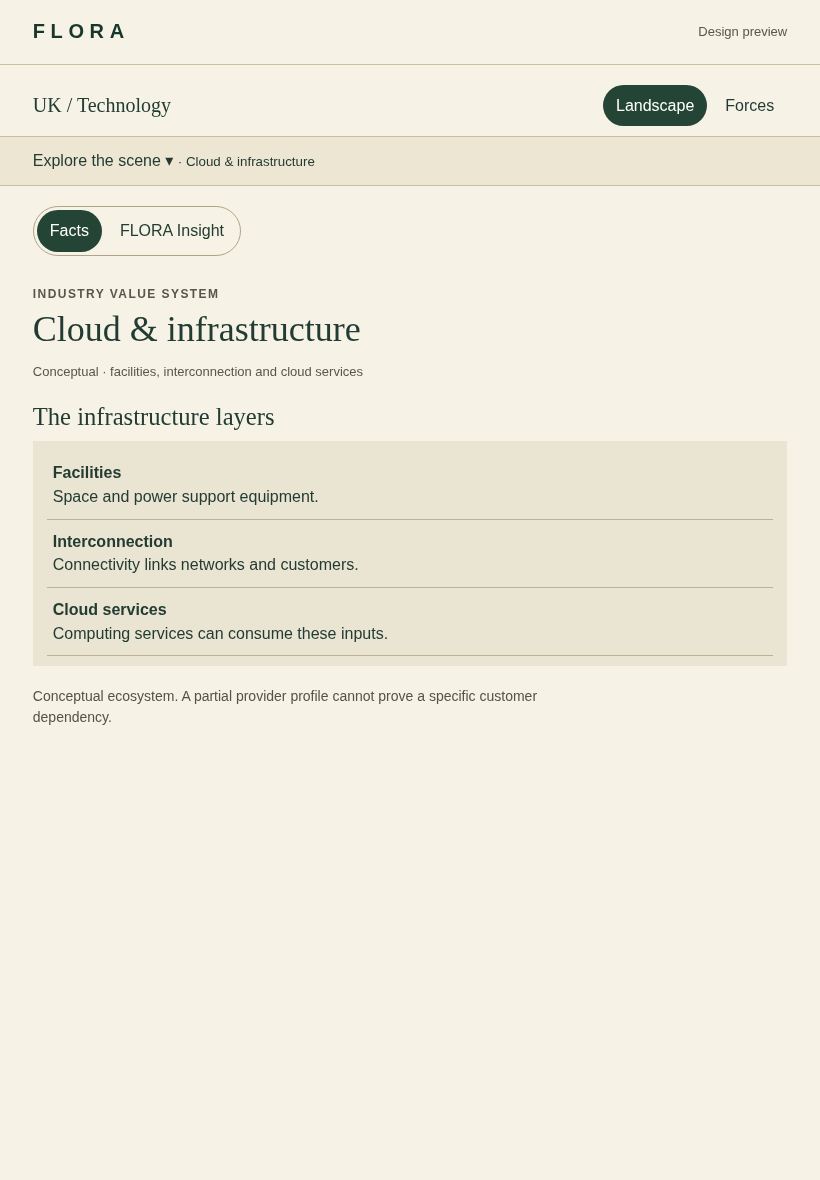 FLORA
Design preview
UK / Technology
Landscape
Forces
Explore the scene ▾ · Cloud & infrastructure
Facts
FLORA Insight
INDUSTRY VALUE SYSTEM
Cloud & infrastructure
Conceptual · facilities, interconnection and cloud services
The infrastructure layers
Facilities
Space and power support equipment.
Interconnection
Connectivity links networks and customers.
Cloud services
Computing services can consume these inputs.
Conceptual ecosystem. A partial provider profile cannot prove a specific customer
dependency.